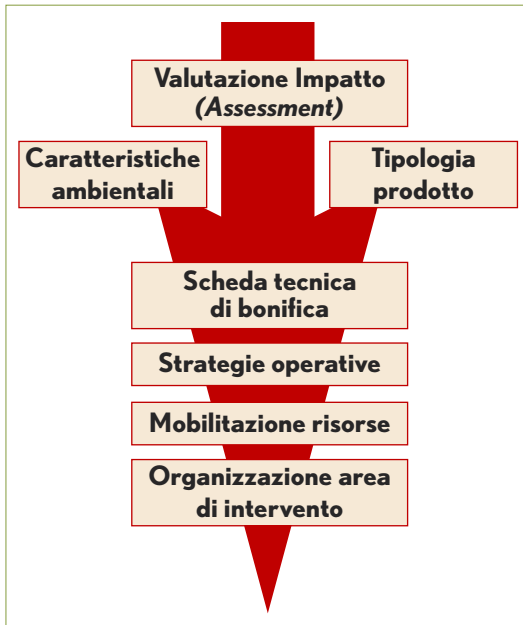 Valutazione Impatto
(Assessment)
Caratteristiche
ambientali
Tipologia
prodotto
Scheda tecnica
di bonifica
Strategie operative
Mobilitazione risorse
Organizzazione area
di intervento